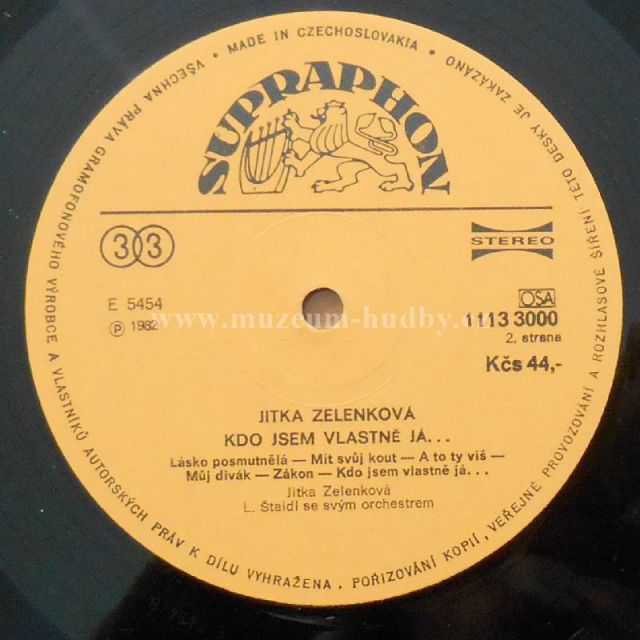 VŠECHNA PRÁVA GRAMOFONOVÉHO VÝROBCE A VLASTNÍKŮ AUTORSKÝCH PRÁV K DÍLU VYHRAŽENA. POŘIZOVÁNÍ KOPIÍ, VEŘEJNÉ PROVOZOVÁNÍ A ROZHLASOVÉ ŠÍŘENÍ TÉTO DESKY JE ZAKÁZÁNO • MADE IN CZECHOSLOVAKIA •
SUPRAPHON
33
STEREO
E 5454
OSA
Ⓟ 1982
1113 3000
www.muzeum-hudby.
2. strana
Kčs 44,-
JITKA ZELENKOVÁ
KDO JSEM VLASTNĚ JÁ...
Lásko posmutnělá — Mít svůj kout — A to ty víš —
Můj divák — Zákon — Kdo jsem vlastně já...
Jitka Zelenková
L. Štaidl se svým orchestrem